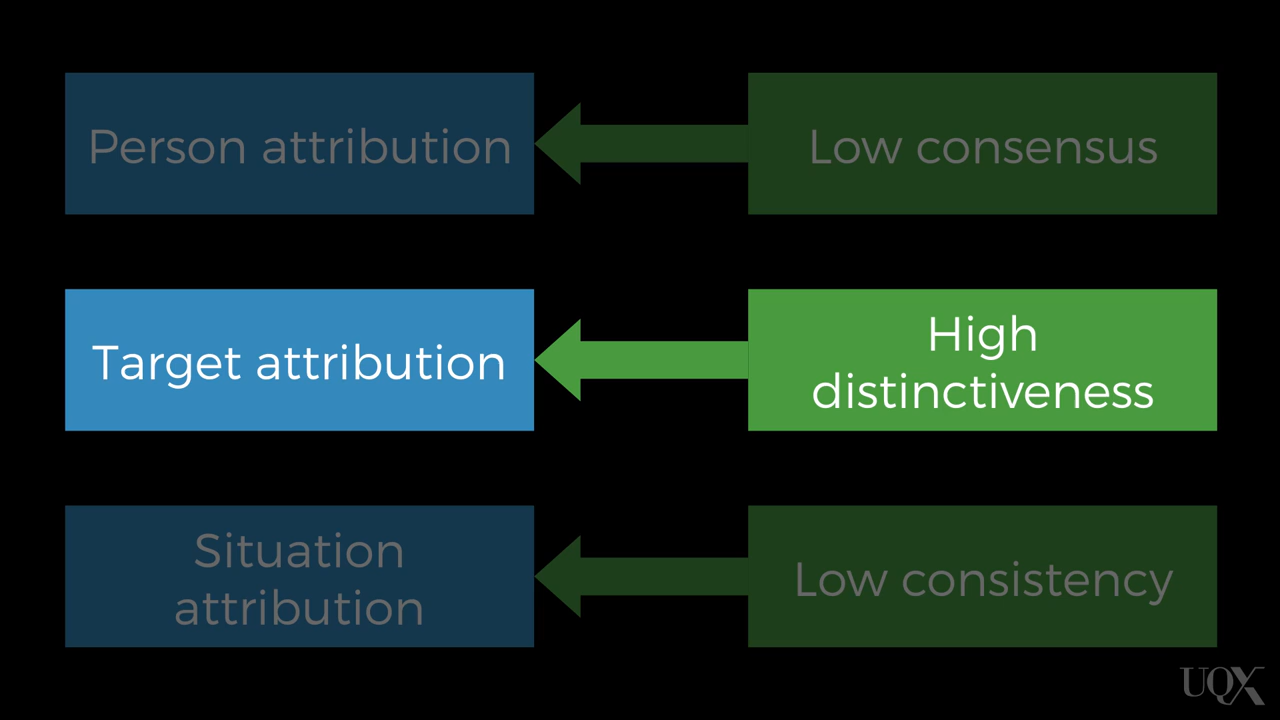 Person attribution
Low consensus
Target attribution
High
distinctiveness
Situation
attribution
Low consistency
UQX